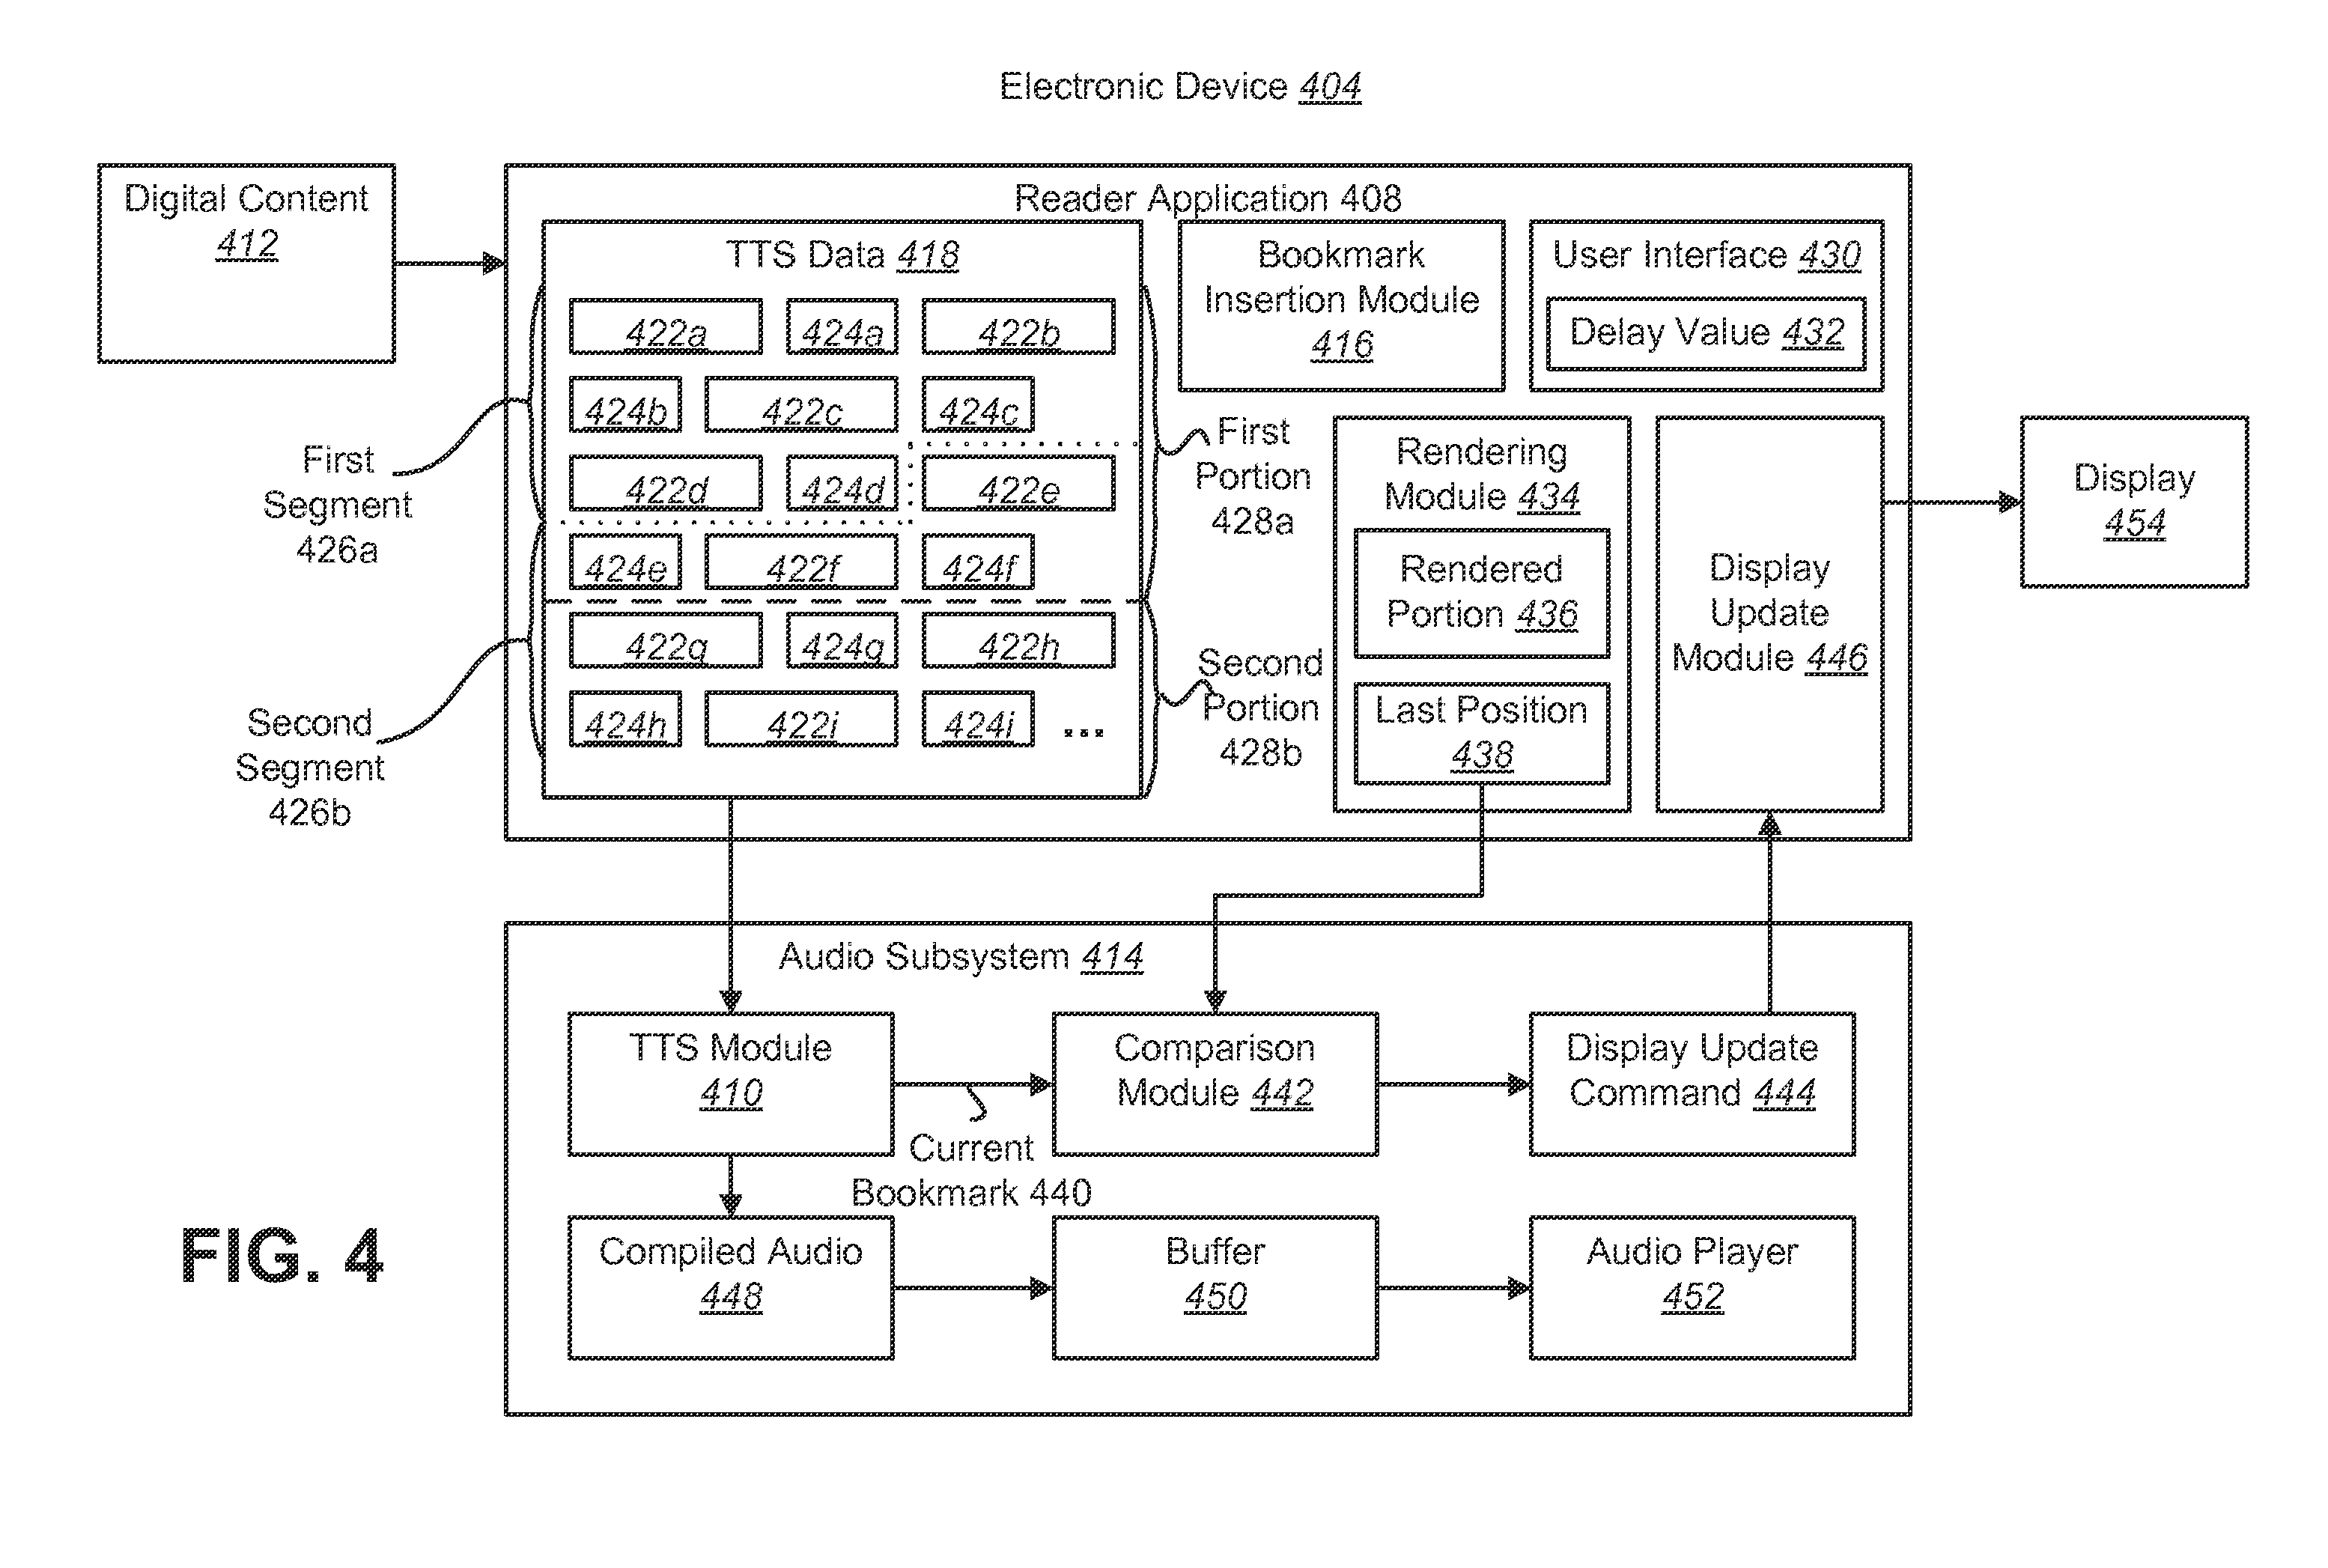 Electronic Device 404
Digital Content
412
Reader Application 408
TTS Data 418
422a 424a 422b
424b 422c 424c
422d 424d 422e
424e 422f 424f
422g 424g 422h
424h 422i 424i ...
First
Segment
426a
Second
Segment
426b
First
Portion
428a
Second
Portion
428b
Bookmark
Insertion Module
416
User Interface 430
Delay Value 432
Rendering
Module 434
Rendered
Portion 436
Last Position
438
Display
Update
Module 446
Display
454
Audio Subsystem 414
TTS Module
410
Current
Bookmark 440
Comparison
Module 442
Display Update
Command 444
Compiled Audio
448
Buffer
450
Audio Player
452
FIG. 4